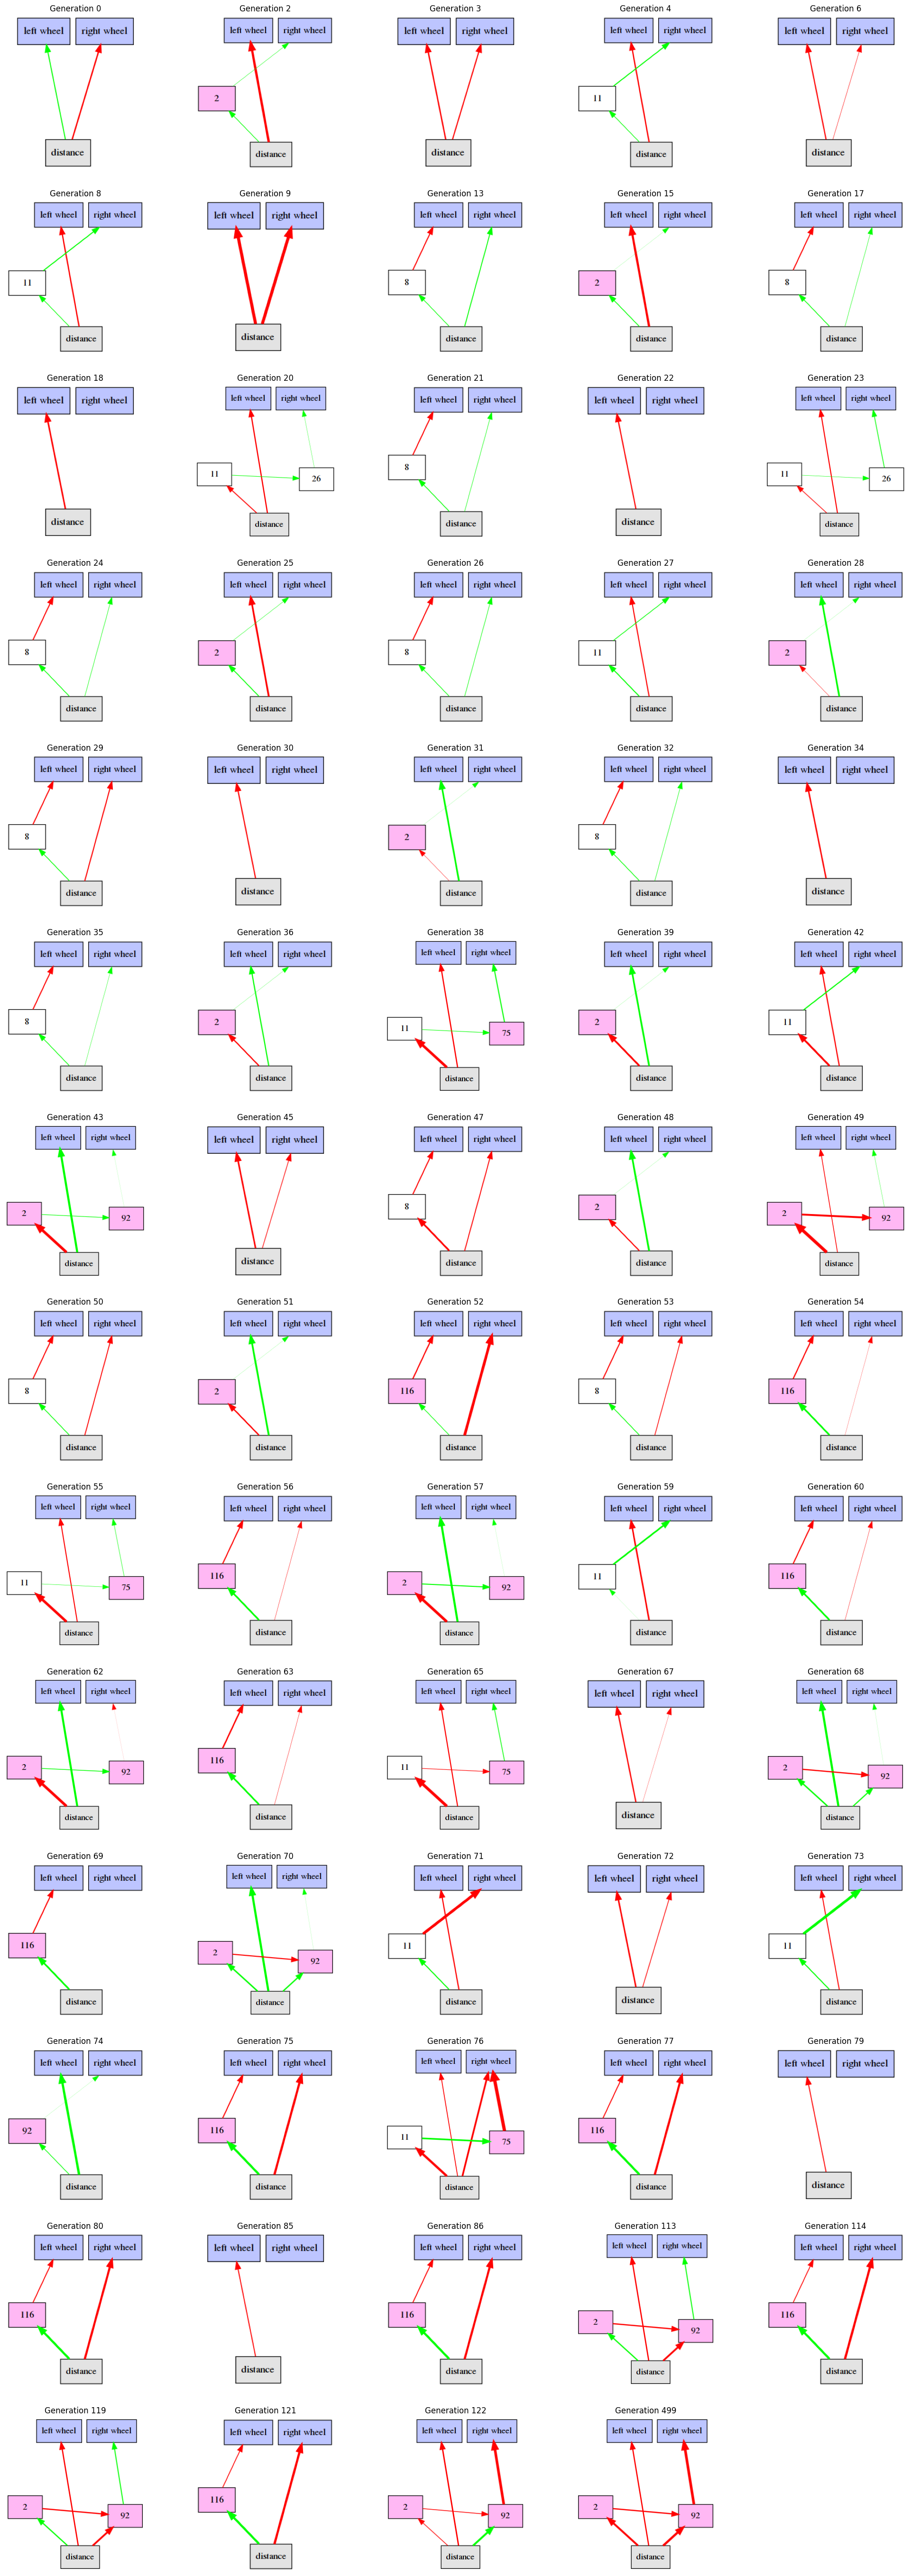 Generation 0 Generation 2 Generation 3 Generation 4 Generation 6
left wheel right wheel left wheel right wheel left wheel right wheel left wheel right wheel left wheel right wheel
2 11
distance distance distance distance distance
Generation 8 Generation 9 Generation 13 Generation 15 Generation 17
left wheel right wheel left wheel right wheel left wheel right wheel left wheel right wheel left wheel right wheel
11 8 2 8
distance distance distance distance distance
Generation 18 Generation 20 Generation 21 Generation 22 Generation 23
left wheel right wheel left wheel right wheel left wheel right wheel left wheel right wheel left wheel right wheel
11 26 8 11 26
distance distance distance distance distance
Generation 24 Generation 25 Generation 26 Generation 27 Generation 28
left wheel right wheel left wheel right wheel left wheel right wheel left wheel right wheel left wheel right wheel
8 2 8 11 2
distance distance distance distance distance
Generation 29 Generation 30 Generation 31 Generation 32 Generation 34
left wheel right wheel left wheel right wheel left wheel right wheel left wheel right wheel left wheel right wheel
8 2 8
distance distance distance distance distance
Generation 35 Generation 36 Generation 38 Generation 39 Generation 42
left wheel right wheel left wheel right wheel left wheel right wheel left wheel right wheel left wheel right wheel
8 2 11 75 2 11
distance distance distance distance distance
Generation 43 Generation 45 Generation 47 Generation 48 Generation 49
left wheel right wheel left wheel right wheel left wheel right wheel left wheel right wheel left wheel right wheel
2 92 8 2 2 92
distance distance distance distance distance
Generation 50 Generation 51 Generation 52 Generation 53 Generation 54
left wheel right wheel left wheel right wheel left wheel right wheel left wheel right wheel left wheel right wheel
8 2 116 8 116
distance distance distance distance distance
Generation 55 Generation 56 Generation 57 Generation 59 Generation 60
left wheel right wheel left wheel right wheel left wheel right wheel left wheel right wheel left wheel right wheel
11 75 116 2 92 11 116
distance distance distance distance distance
Generation 62 Generation 63 Generation 65 Generation 67 Generation 68
left wheel right wheel left wheel right wheel left wheel right wheel left wheel right wheel left wheel right wheel
2 92 116 11 75 2 92
distance distance distance distance distance
Generation 69 Generation 70 Generation 71 Generation 72 Generation 73
left wheel right wheel left wheel right wheel left wheel right wheel left wheel right wheel left wheel right wheel
116 2 92 11 11
distance distance distance distance distance
Generation 74 Generation 75 Generation 76 Generation 77 Generation 79
left wheel right wheel left wheel right wheel left wheel right wheel left wheel right wheel left wheel right wheel
92 116 11 75 116
distance distance distance distance distance
Generation 80 Generation 85 Generation 86 Generation 113 Generation 114
left wheel right wheel left wheel right wheel left wheel right wheel left wheel right wheel left wheel right wheel
116 116 2 92 116
distance distance distance distance distance
Generation 119 Generation 121 Generation 122 Generation 499
left wheel right wheel left wheel right wheel left wheel right wheel left wheel right wheel
2 92 116 2 92 2 92
distance distance distance distance